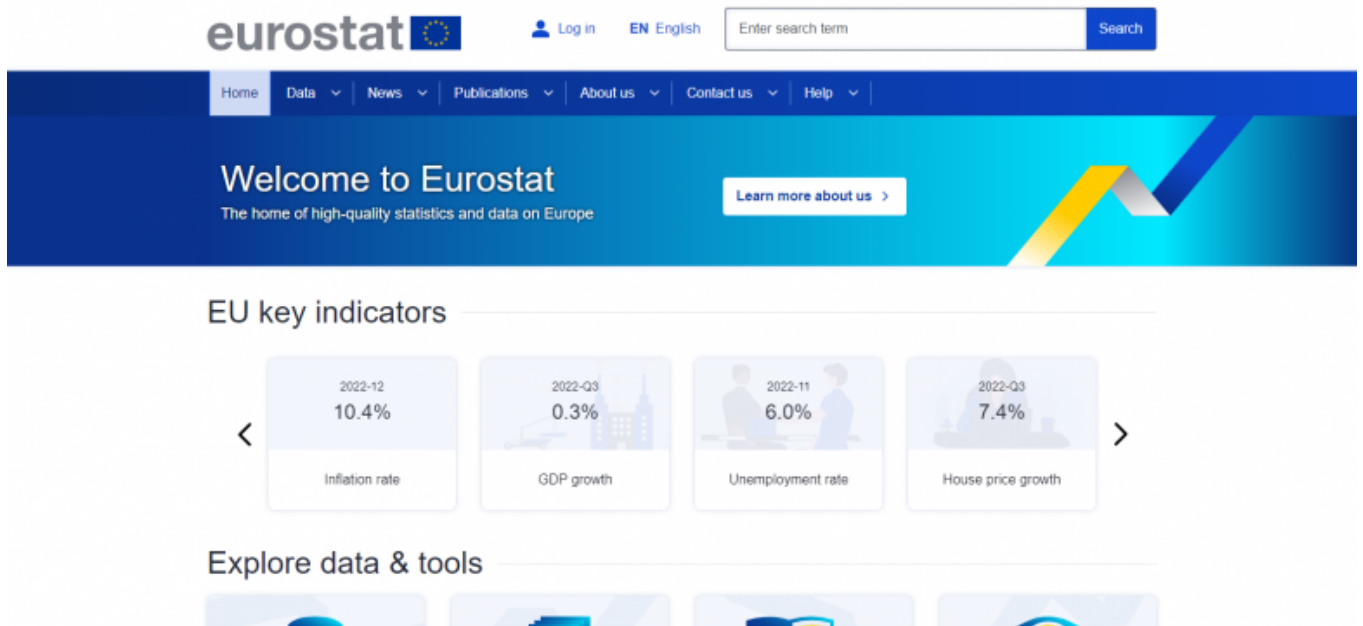 eurostat
Log in EN English Enter search term Search
Home Data News Publications About us Contact us Help
Welcome to Eurostat
The home of high-quality statistics and data on Europe
Learn more about us >
EU key indicators
2022-12 2022-Q3 2022-11 2022-Q3
10.4% 0.3% 6.0% 7.4%
Inflation rate GDP growth Unemployment rate House price growth
Explore data & tools